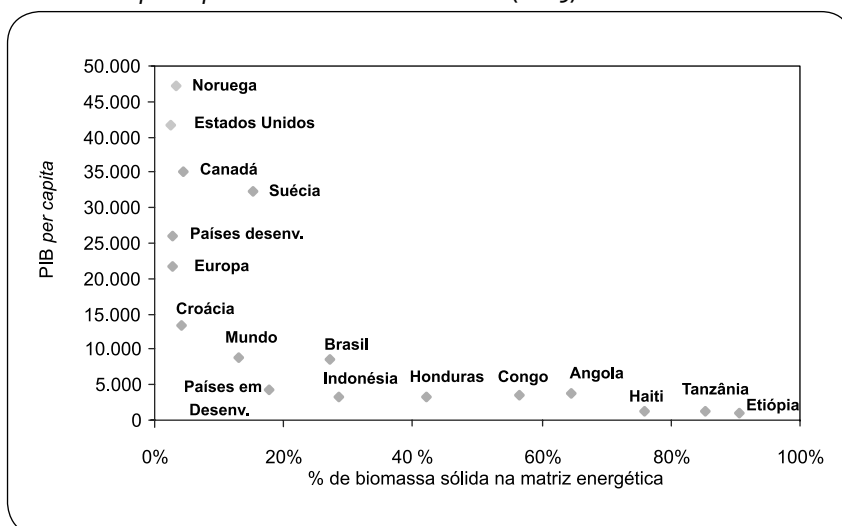 50.000
45.000
40.000
35.000
30.000
25.000
20.000
15.000
10.000
5.000
0
PIB per capita
Noruega
Estados Unidos
Canadá
Suécia
Países desenv.
Europa
Croácia
Mundo
Brasil
Países em
Desenv.
Indonésia
Honduras
Congo
Angola
Haiti
Tanzânia
Etiópia
0%
20%
40 %
60%
80%
100%
% de biomassa sólida na matriz energética